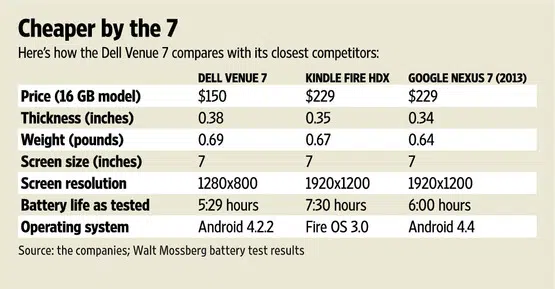 Cheaper by the 7
Here's how the Dell Venue 7 compares with its closest competitors:
DELL VENUE 7 KINDLE FIRE HDX GOOGLE NEXUS 7 (2013)
Price (16 GB model) $150 $229 $229
Thickness (inches) 0.38 0.35 0.34
Weight (pounds) 0.69 0.67 0.64
Screen size (inches) 7 7 7
Screen resolution 1280x800 1920x1200 1920x1200
Battery life as tested 5:29 hours 7:30 hours 6:00 hours
Operating system Android 4.2.2 Fire OS 3.0 Android 4.4
Source: the companies; Walt Mossberg battery test results